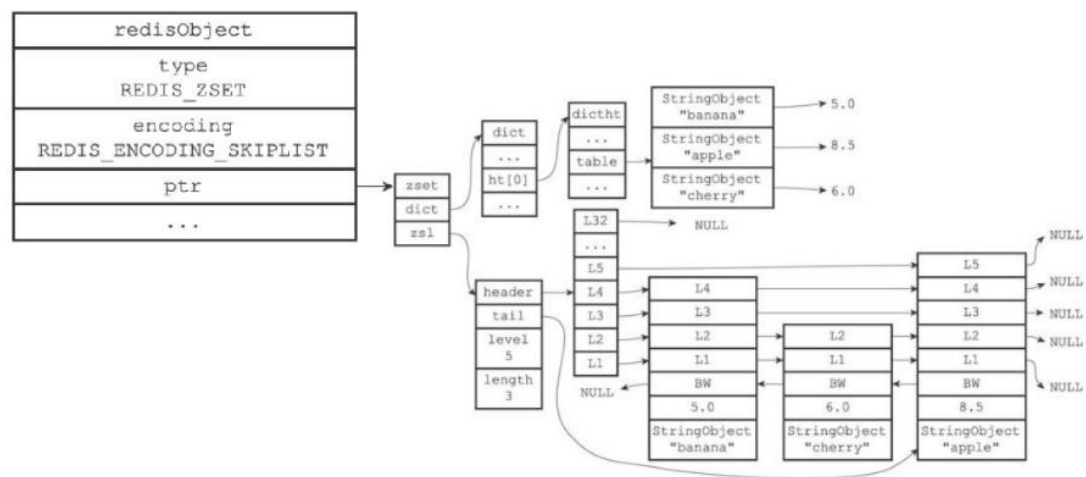 redisObject
type
REDIS_ZSET
encoding
REDIS_ENCODING_SKIPLIST
ptr
...
zset
dict
zsl
dict
...
ht[0]
...
dictht
...
table
...
StringObject
"banana"
StringObject
"apple"
StringObject
"cherry"
5.0
8.5
6.0
header
tail
level
5
length
3
L32
...
L5
L4
L3
L2
L1
NULL
NULL
L4
L3
L2
L1
BW
5.0
StringObject
"banana"
L2
L1
BW
6.0
StringObject
"cherry"
L5
L4
L3
L2
L1
BW
8.5
StringObject
"apple"
NULL
NULL
NULL
NULL
NULL